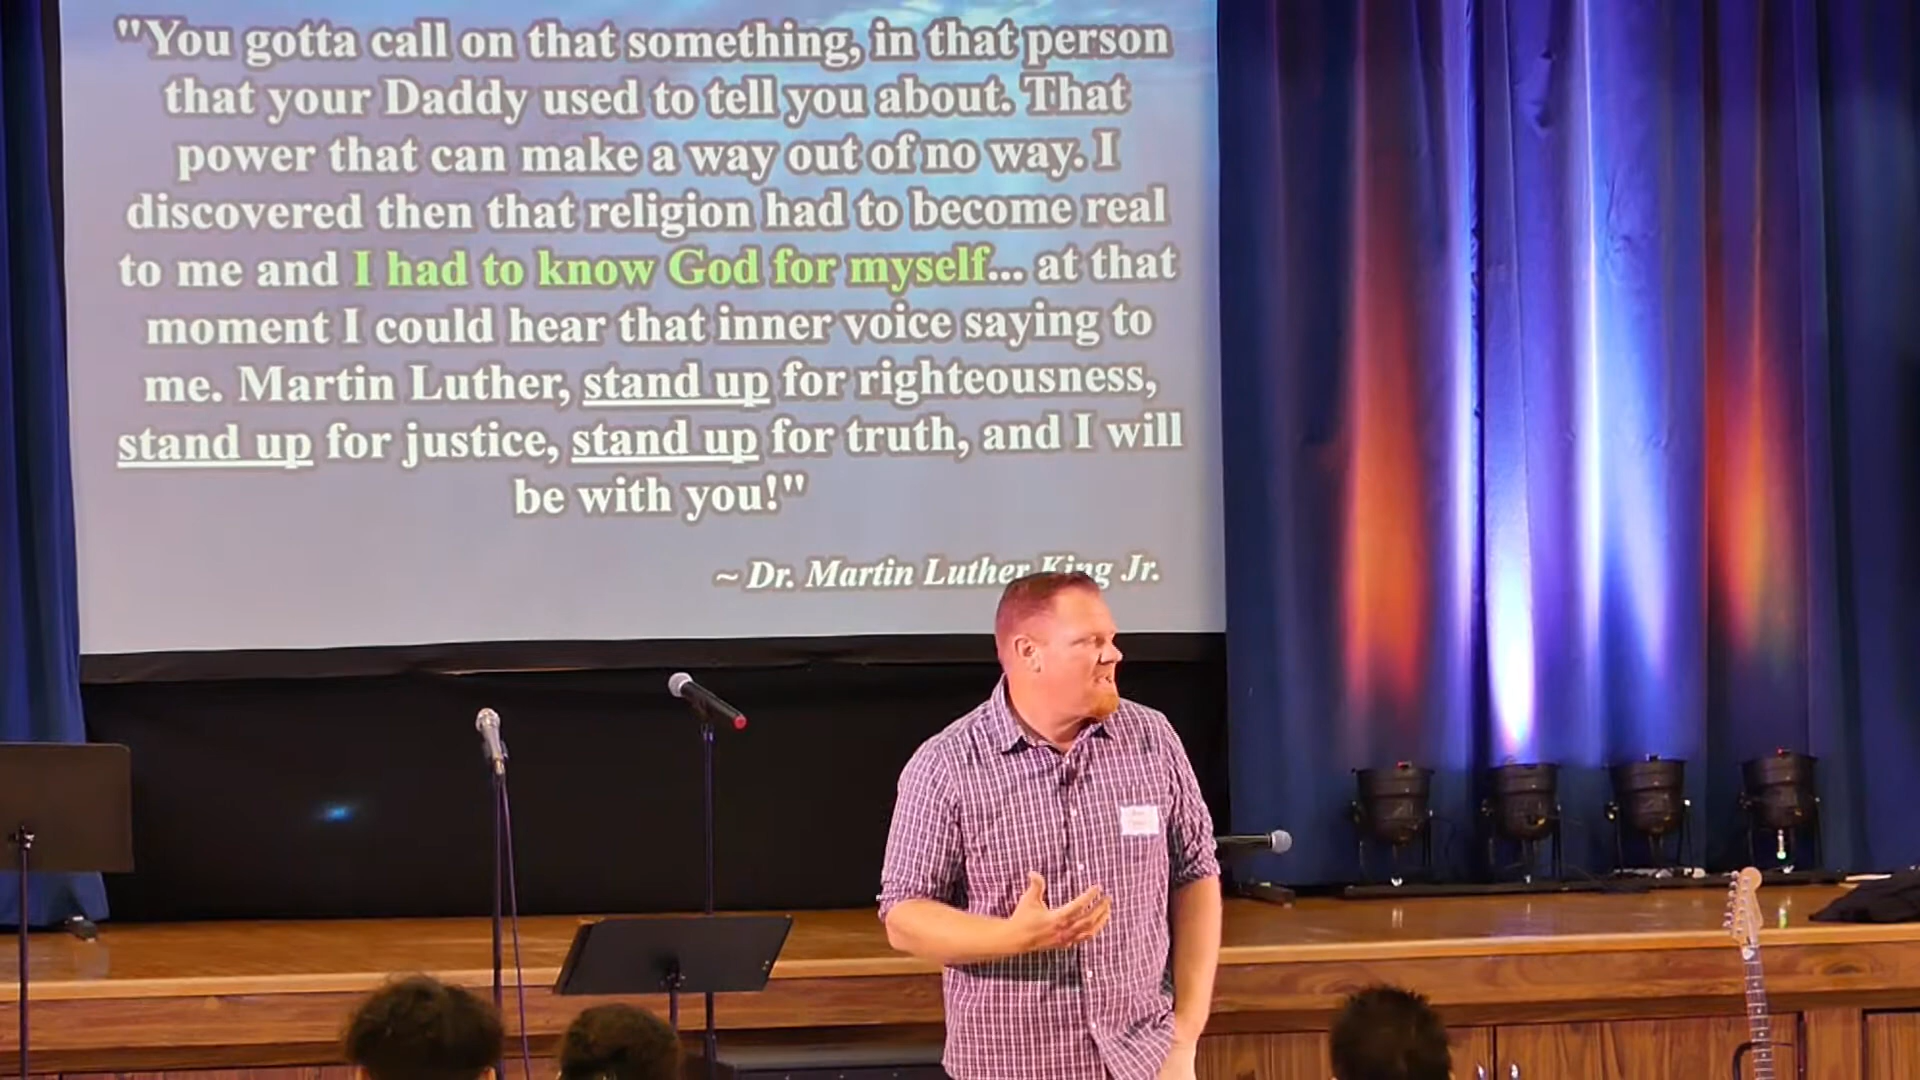 "You gotta call on that something, in that person
that your Daddy used to tell you about. That
power that can make a way out of no way. I
discovered then that religion had to become real
to me and I had to know God for myself... at that
moment I could hear that inner voice saying to
me. Martin Luther, stand up for righteousness,
stand up for justice, stand up for truth, and I will
be with you!"
~ Dr. Martin Luther King Jr.